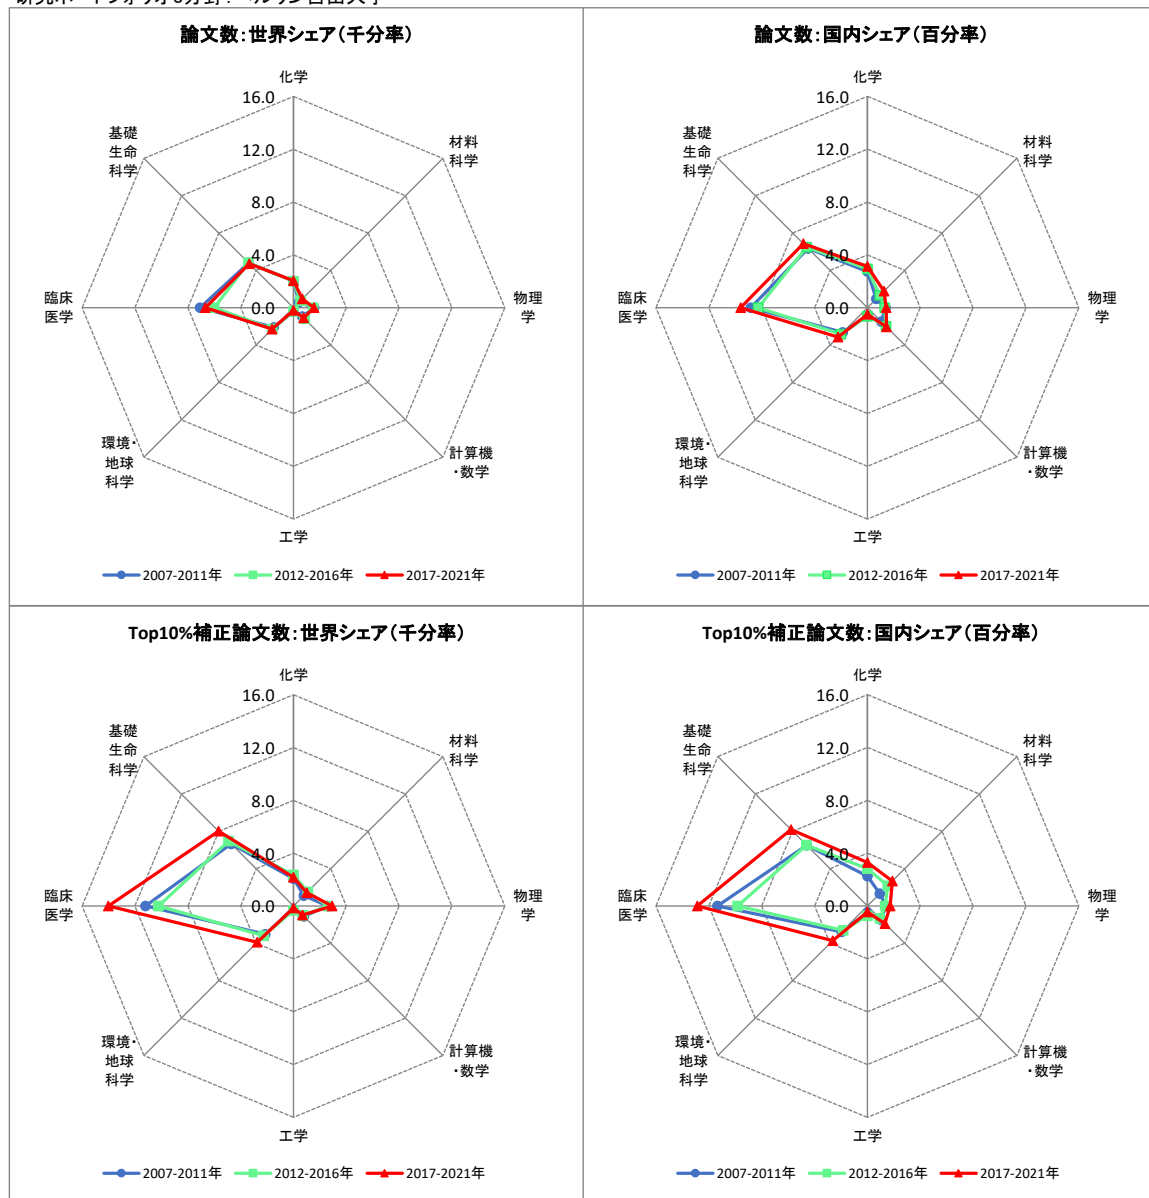 論文数：世界シェア（千分率）
化学
16.0
12.0
8.0
4.0
0.0
材料
科学
物理
学
計算機
・数学
工学
環境・
地球
科学
臨床
医学
基礎
生命
科学
2007-2011年 2012-2016年 2017-2021年
論文数：国内シェア（百分率）
化学
16.0
12.0
8.0
4.0
0.0
材料
科学
物理
学
計算機
・数学
工学
環境・
地球
科学
臨床
医学
基礎
生命
科学
2007-2011年 2012-2016年 2017-2021年
Top10%補正論文数：世界シェア（千分率）
化学
16.0
12.0
8.0
4.0
0.0
材料
科学
物理
学
計算機
・数学
工学
環境・
地球
科学
臨床
医学
基礎
生命
科学
2007-2011年 2012-2016年 2017-2021年
Top10%補正論文数：国内シェア（百分率）
化学
16.0
12.0
8.0
4.0
0.0
材料
科学
物理
学
計算機
・数学
工学
環境・
地球
科学
臨床
医学
基礎
生命
科学
2007-2011年 2012-2016年 2017-2021年